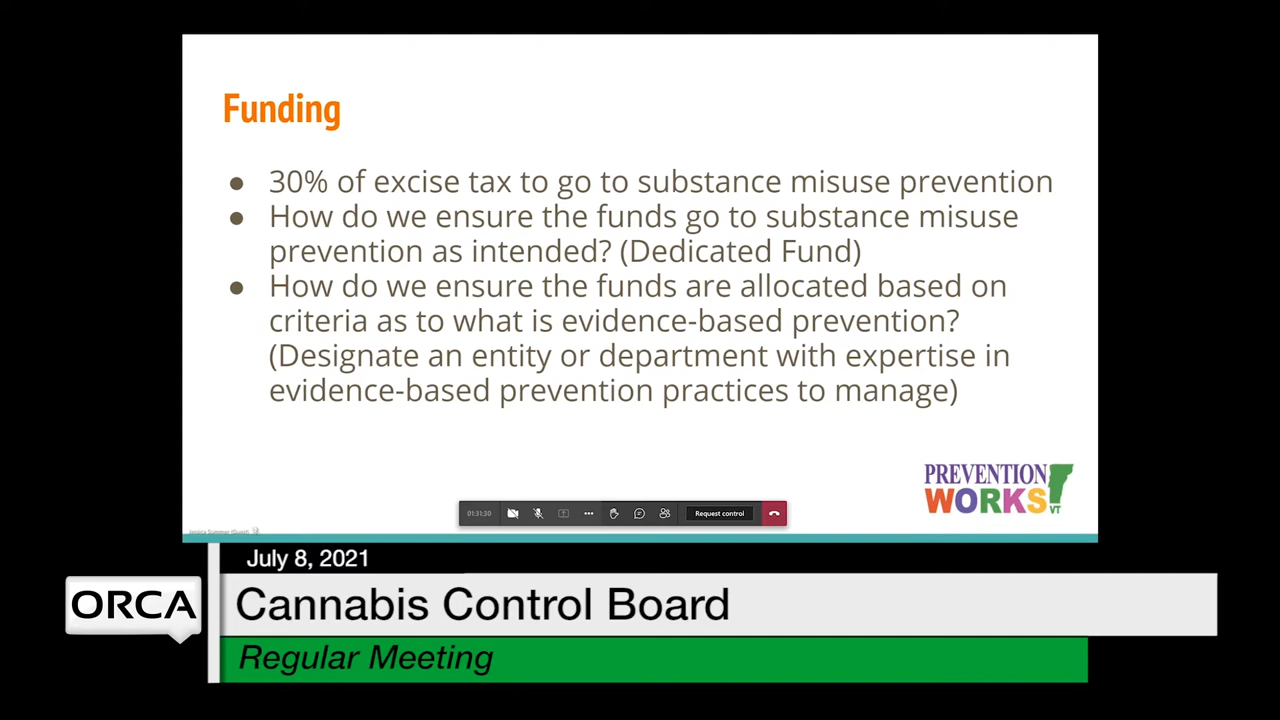 Funding
● 30% of excise tax to go to substance misuse prevention
● How do we ensure the funds go to substance misuse
prevention as intended? (Dedicated Fund)
● How do we ensure the funds are allocated based on
criteria as to what is evidence-based prevention?
(Designate an entity or department with expertise in
evidence-based prevention practices to manage)
PREVENTION
WORKS!
VT
01:31:30
Request control
July 8, 2021
ORCA
Cannabis Control Board
Regular Meeting